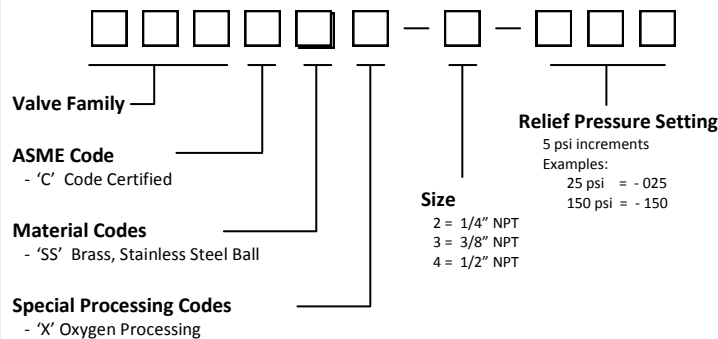 Valve Family
ASME Code
- ‘C’ Code Certified
Material Codes
- ‘SS’ Brass, Stainless Steel Ball
Special Processing Codes
- ‘X’ Oxygen Processing
Size
2 = 1/4” NPT
3 = 3/8” NPT
4 = 1/2” NPT
Relief Pressure Setting
5 psi increments
Examples:
25 psi = - 025
150 psi = - 150